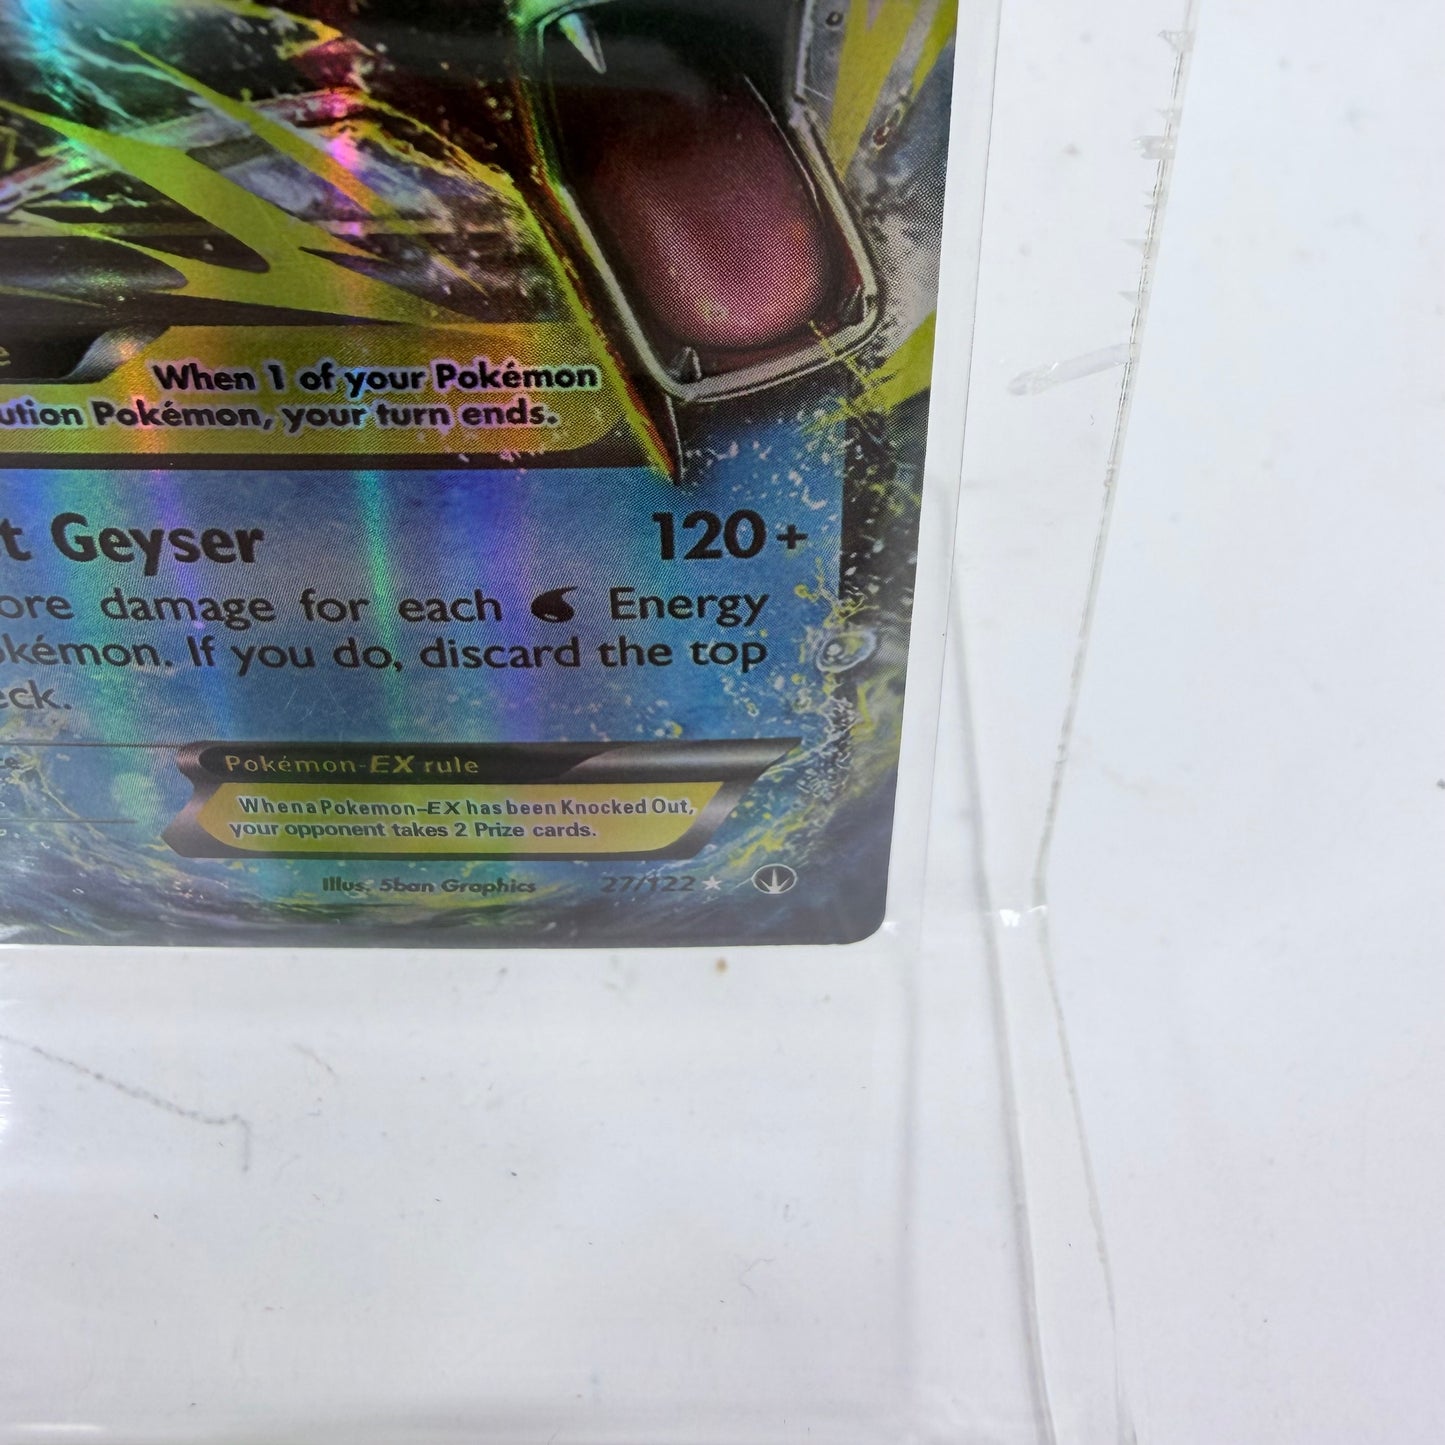 When 1 of your Pokémon
ution Pokémon, your turn ends.
t Geyser 120+
ore damage for each Energy
kémon. If you do, discard the top
eck.
Pokémon-EX rule
When a Pokemon-EX has been Knocked Out,
your opponent takes 2 Prize cards.
Illus. 5ban Graphics 27/122